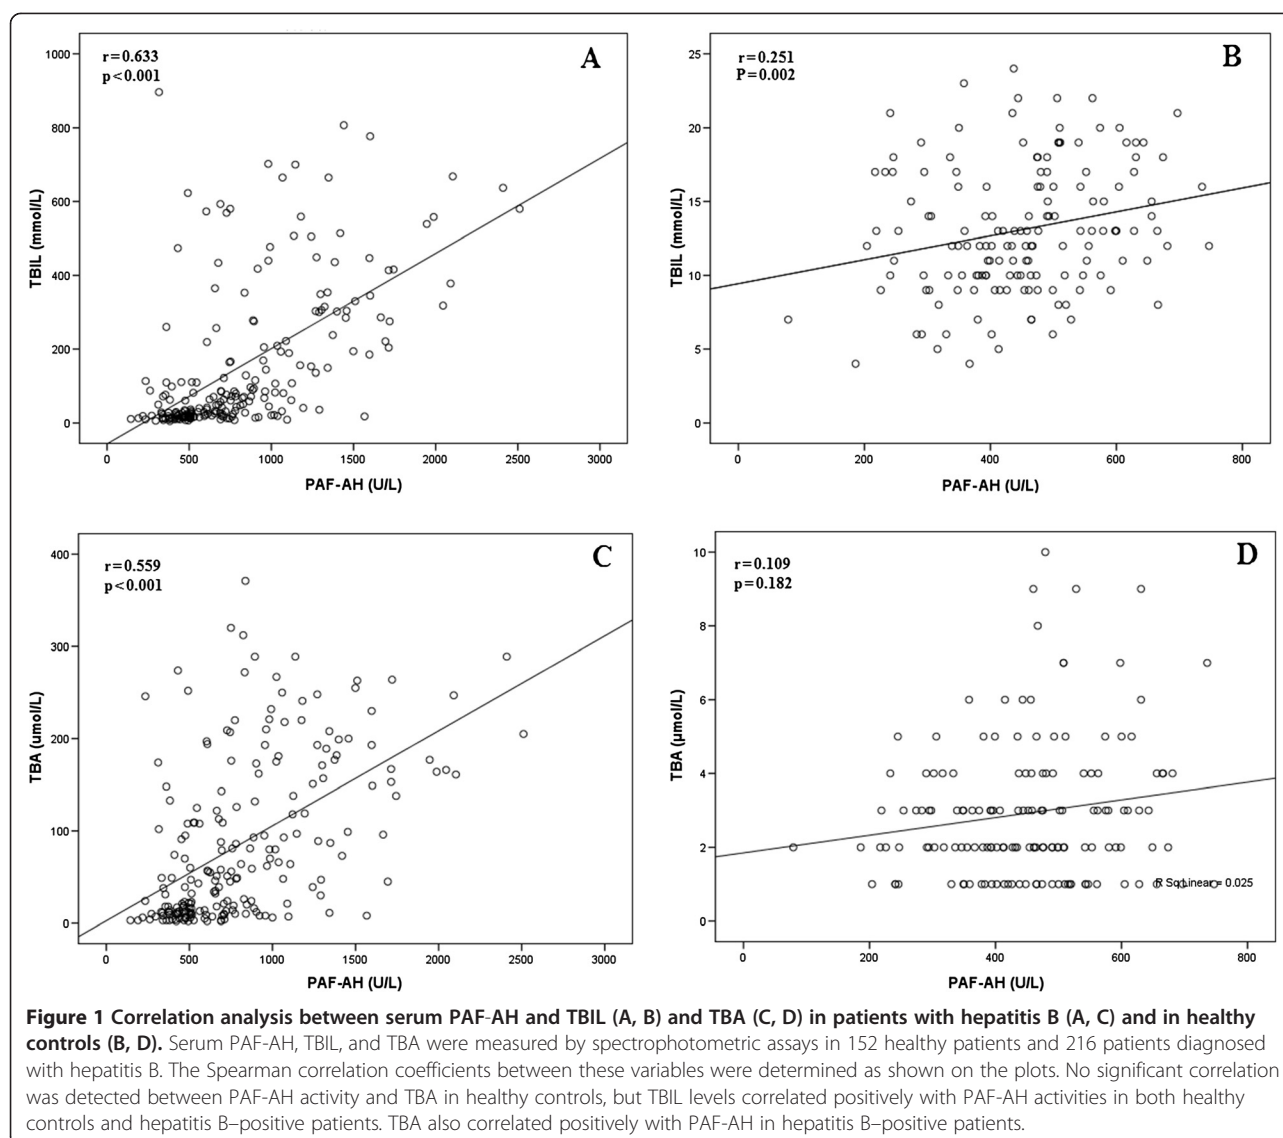 r=0.633
p<0.001
A
1000
800
600
400
200
0
TBIL (mmol/L)
0 500 1000 1500 2000 2500 3000
PAF-AH (U/L)
r=0.251
P=0.002
B
25
20
15
10
5
0
TBIL (mmol/L)
0 200 400 600 800
PAF-AH (U/L)
r=0.559
p<0.001
C
400
300
200
100
0
TBA (umol/L)
0 500 1000 1500 2000 2500 3000
PAF-AH (U/L)
r=0.109
p=0.182
D
10
8
6
4
2
0
TBA (μmol/L)
R Sq Linear = 0.025
0 200 400 600 800
PAF-AH (U/L)
Figure 1 Correlation analysis between serum PAF-AH and TBIL (A, B) and TBA (C, D) in patients with hepatitis B (A, C) and in healthy
controls (B, D). Serum PAF-AH, TBIL, and TBA were measured by spectrophotometric assays in 152 healthy patients and 216 patients diagnosed
with hepatitis B. The Spearman correlation coefficients between these variables were determined as shown on the plots. No significant correlation
was detected between PAF-AH activity and TBA in healthy controls, but TBIL levels correlated positively with PAF-AH activities in both healthy
controls and hepatitis B–positive patients. TBA also correlated positively with PAF-AH in hepatitis B–positive patients.